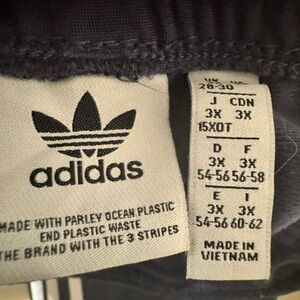 adidas
MADE WITH PARLEY OCEAN PLASTIC
END PLASTIC WASTE
THE BRAND WITH THE 3 STRIPES
28-30
J CDN
3X 3X
15XOT
D F
3X 3X
54-56 56-58
E I
3X 3X
54-56 60-62
MADE IN
VIETNAM